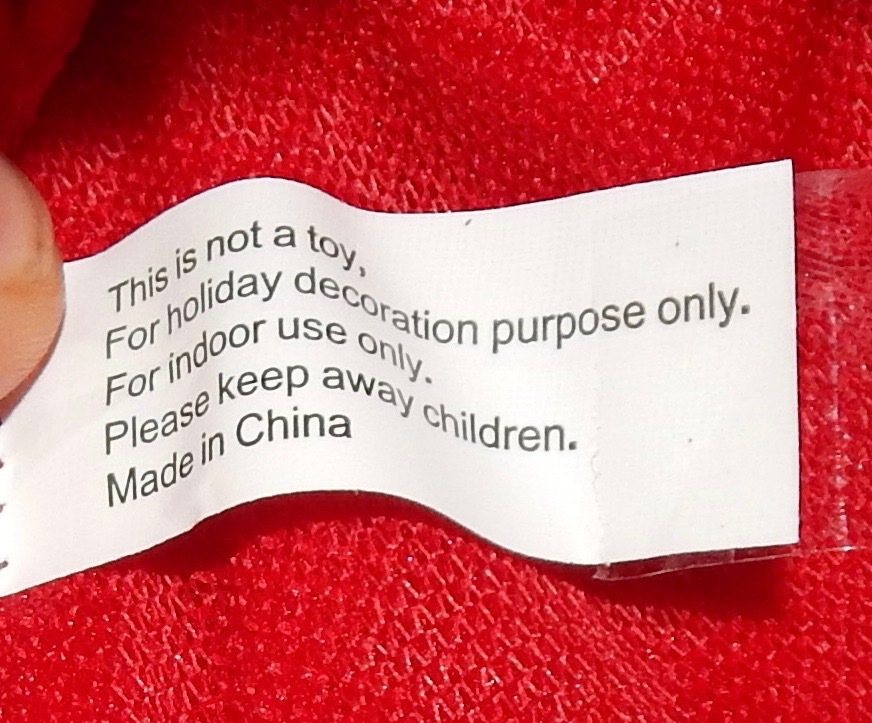 This is not a toy,
For holiday decoration purpose only.
For indoor use only.
Please keep away children.
Made in China